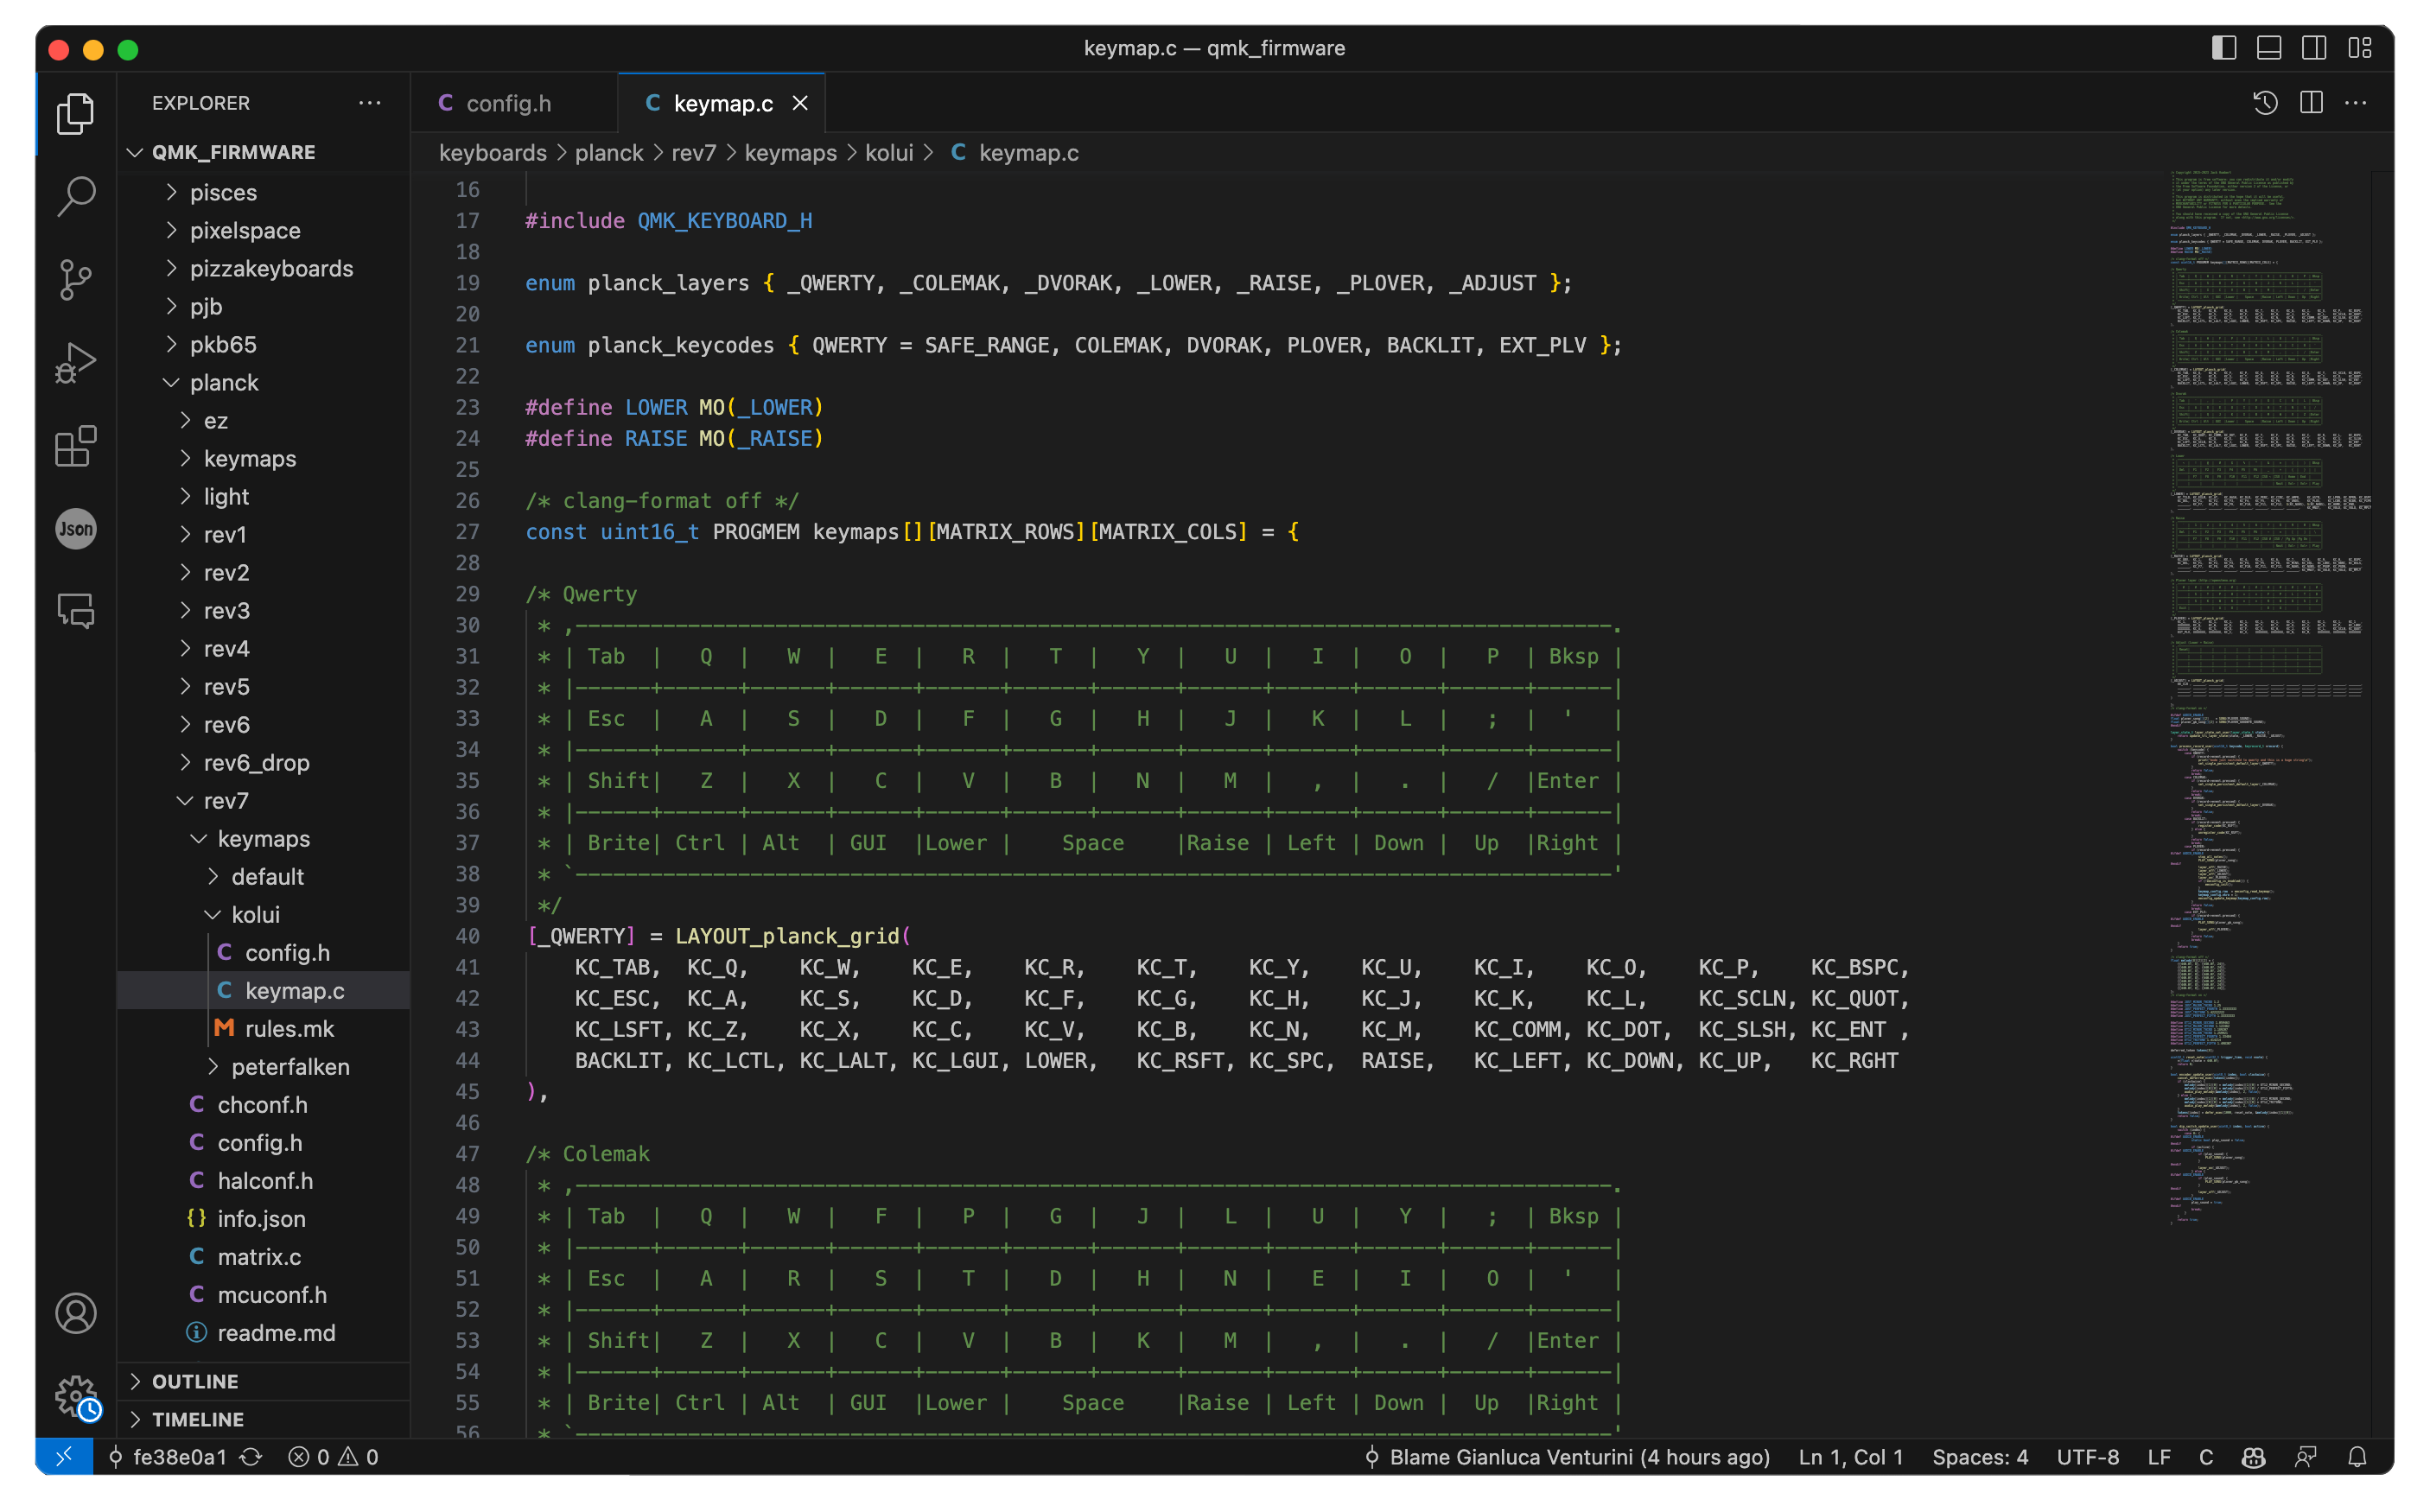 keymap.c — qmk_firmware
EXPLORER
QMK_FIRMWARE
pisces
pixelspace
pizzakeyboards
pjb
pkb65
planck
ez
keymaps
light
rev1
rev2
rev3
rev4
rev5
rev6
rev6_drop
rev7
keymaps
default
kolui
config.h
keymap.c
rules.mk
peterfalken
chconf.h
config.h
halconf.h
info.json
matrix.c
mcuconf.h
readme.md
OUTLINE
TIMELINE
Json
config.h
keymap.c
keyboards > planck > rev7 > keymaps > kolui > C keymap.c
16
17 #include QMK_KEYBOARD_H
18
19 enum planck_layers { _QWERTY, _COLEMAK, _DVORAK, _LOWER, _RAISE, _PLOVER, _ADJUST };
20
21 enum planck_keycodes { QWERTY = SAFE_RANGE, COLEMAK, DVORAK, PLOVER, BACKLIT, EXT_PLV };
22
23 #define LOWER MO(_LOWER)
24 #define RAISE MO(_RAISE)
25
26 /* clang-format off */
27 const uint16_t PROGMEM keymaps[][MATRIX_ROWS][MATRIX_COLS] = {
28
29 /* Qwerty
30  * ,-----------------------------------------------------------------------------------.
31  * | Tab  |   Q  |   W  |   E  |   R  |   T  |   Y  |   U  |   I  |   O  |   P  | Bksp |
32  * |------+------+------+------+------+------+------+------+------+------+------+------|
33  * | Esc  |   A  |   S  |   D  |   F  |   G  |   H  |   J  |   K  |   L  |   ;  |  '   |
34  * |------+------+------+------+------+------+------+------+------+------+------+------|
35  * | Shift|   Z  |   X  |   C  |   V  |   B  |   N  |   M  |   ,  |   .  |   /  |Enter |
36  * |------+------+------+------+------+------+------+------+------+------+------+------|
37  * | Brite| Ctrl | Alt  | GUI  |Lower |    Space    |Raise | Left | Down |  Up  |Right |
38  * `-----------------------------------------------------------------------------------'
39  */
40 [_QWERTY] = LAYOUT_planck_grid(
41     KC_TAB,  KC_Q,    KC_W,    KC_E,    KC_R,    KC_T,    KC_Y,    KC_U,    KC_I,    KC_O,    KC_P,    KC_BSPC,
42     KC_ESC,  KC_A,    KC_S,    KC_D,    KC_F,    KC_G,    KC_H,    KC_J,    KC_K,    KC_L,    KC_SCLN, KC_QUOT,
43     KC_LSFT, KC_Z,    KC_X,    KC_C,    KC_V,    KC_B,    KC_N,    KC_M,    KC_COMM, KC_DOT,  KC_SLSH, KC_ENT ,
44     BACKLIT, KC_LCTL, KC_LALT, KC_LGUI, LOWER,   KC_RSFT, KC_SPC,  RAISE,   KC_LEFT, KC_DOWN, KC_UP,   KC_RGHT
45 ),
46
47 /* Colemak
48  * ,-----------------------------------------------------------------------------------.
49  * | Tab  |   Q  |   W  |   F  |   P  |   G  |   J  |   L  |   U  |   Y  |   ;  | Bksp |
50  * |------+------+------+------+------+------+------+------+------+------+------+------|
51  * | Esc  |   A  |   R  |   S  |   T  |   D  |   H  |   N  |   E  |   I  |   O  |  '   |
52  * |------+------+------+------+------+------+------+------+------+------+------+------|
53  * | Shift|   Z  |   X  |   C  |   V  |   B  |   K  |   M  |   ,  |   .  |   /  |Enter |
54  * |------+------+------+------+------+------+------+------+------+------+------+------|
55  * | Brite| Ctrl | Alt  | GUI  |Lower |    Space    |Raise | Left | Down |  Up  |Right |
56  * `-----------------------------------------------------------------------------------
fe38e0a1 0 0 Blame Gianluca Venturini (4 hours ago) Ln 1, Col 1 Spaces: 4 UTF-8 LF C